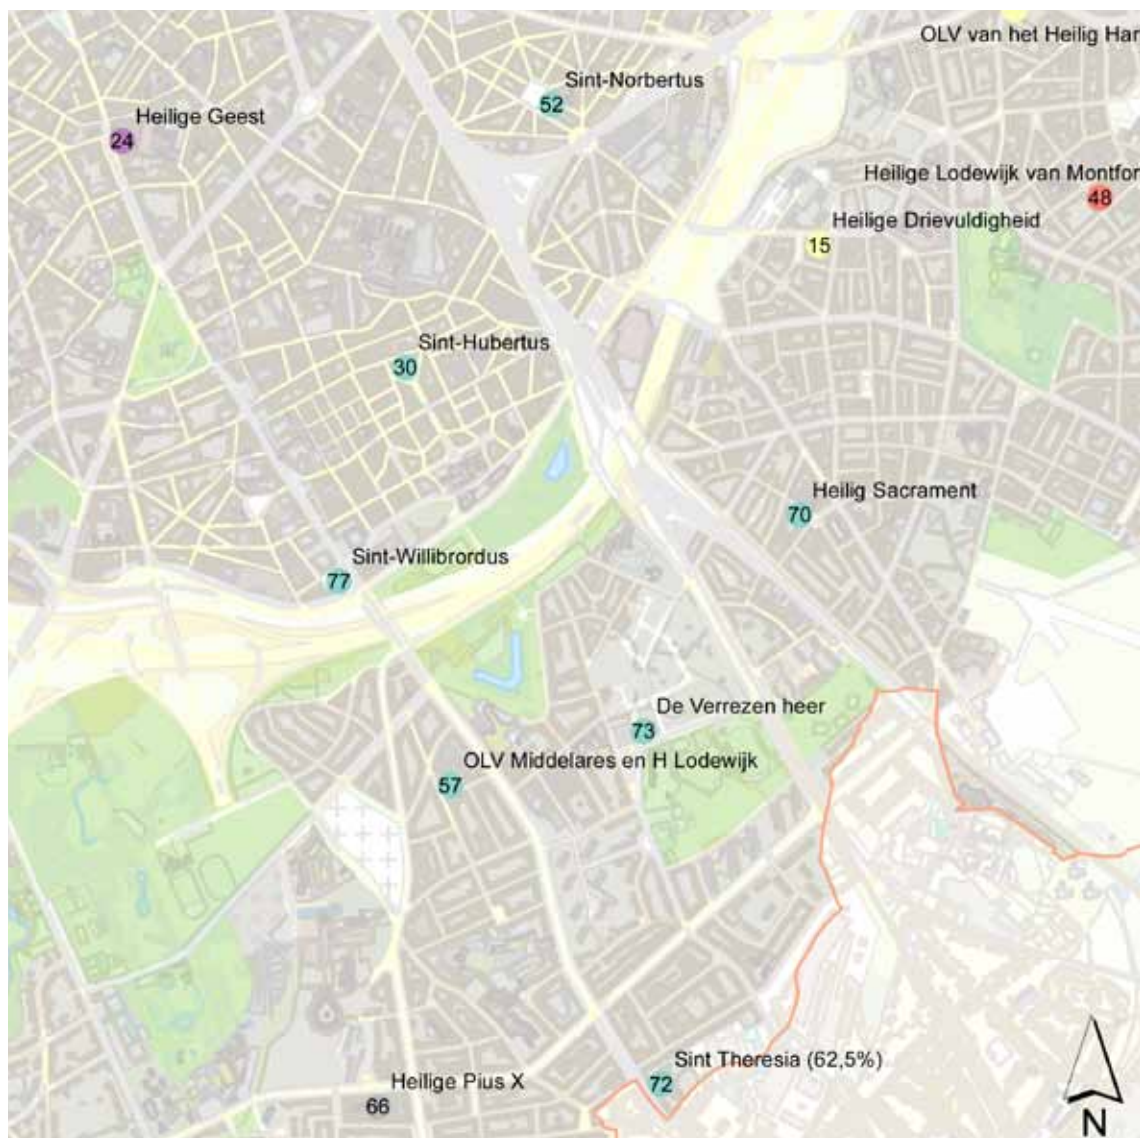 OLV van het Heilig Har
Sint-Norbertus
52
Heilige Geest
24
Heilige Lodewijk van Montfor
48
Heilige Drievuldigheid
15
Sint-Hubertus
30
Heilig Sacrament
70
Sint-Willibrordus
77
De Verrezen heer
73
OLV Middelares en H Lodewijk
57
Sint Theresia (62,5%)
72
Heilige Pius X
66
N